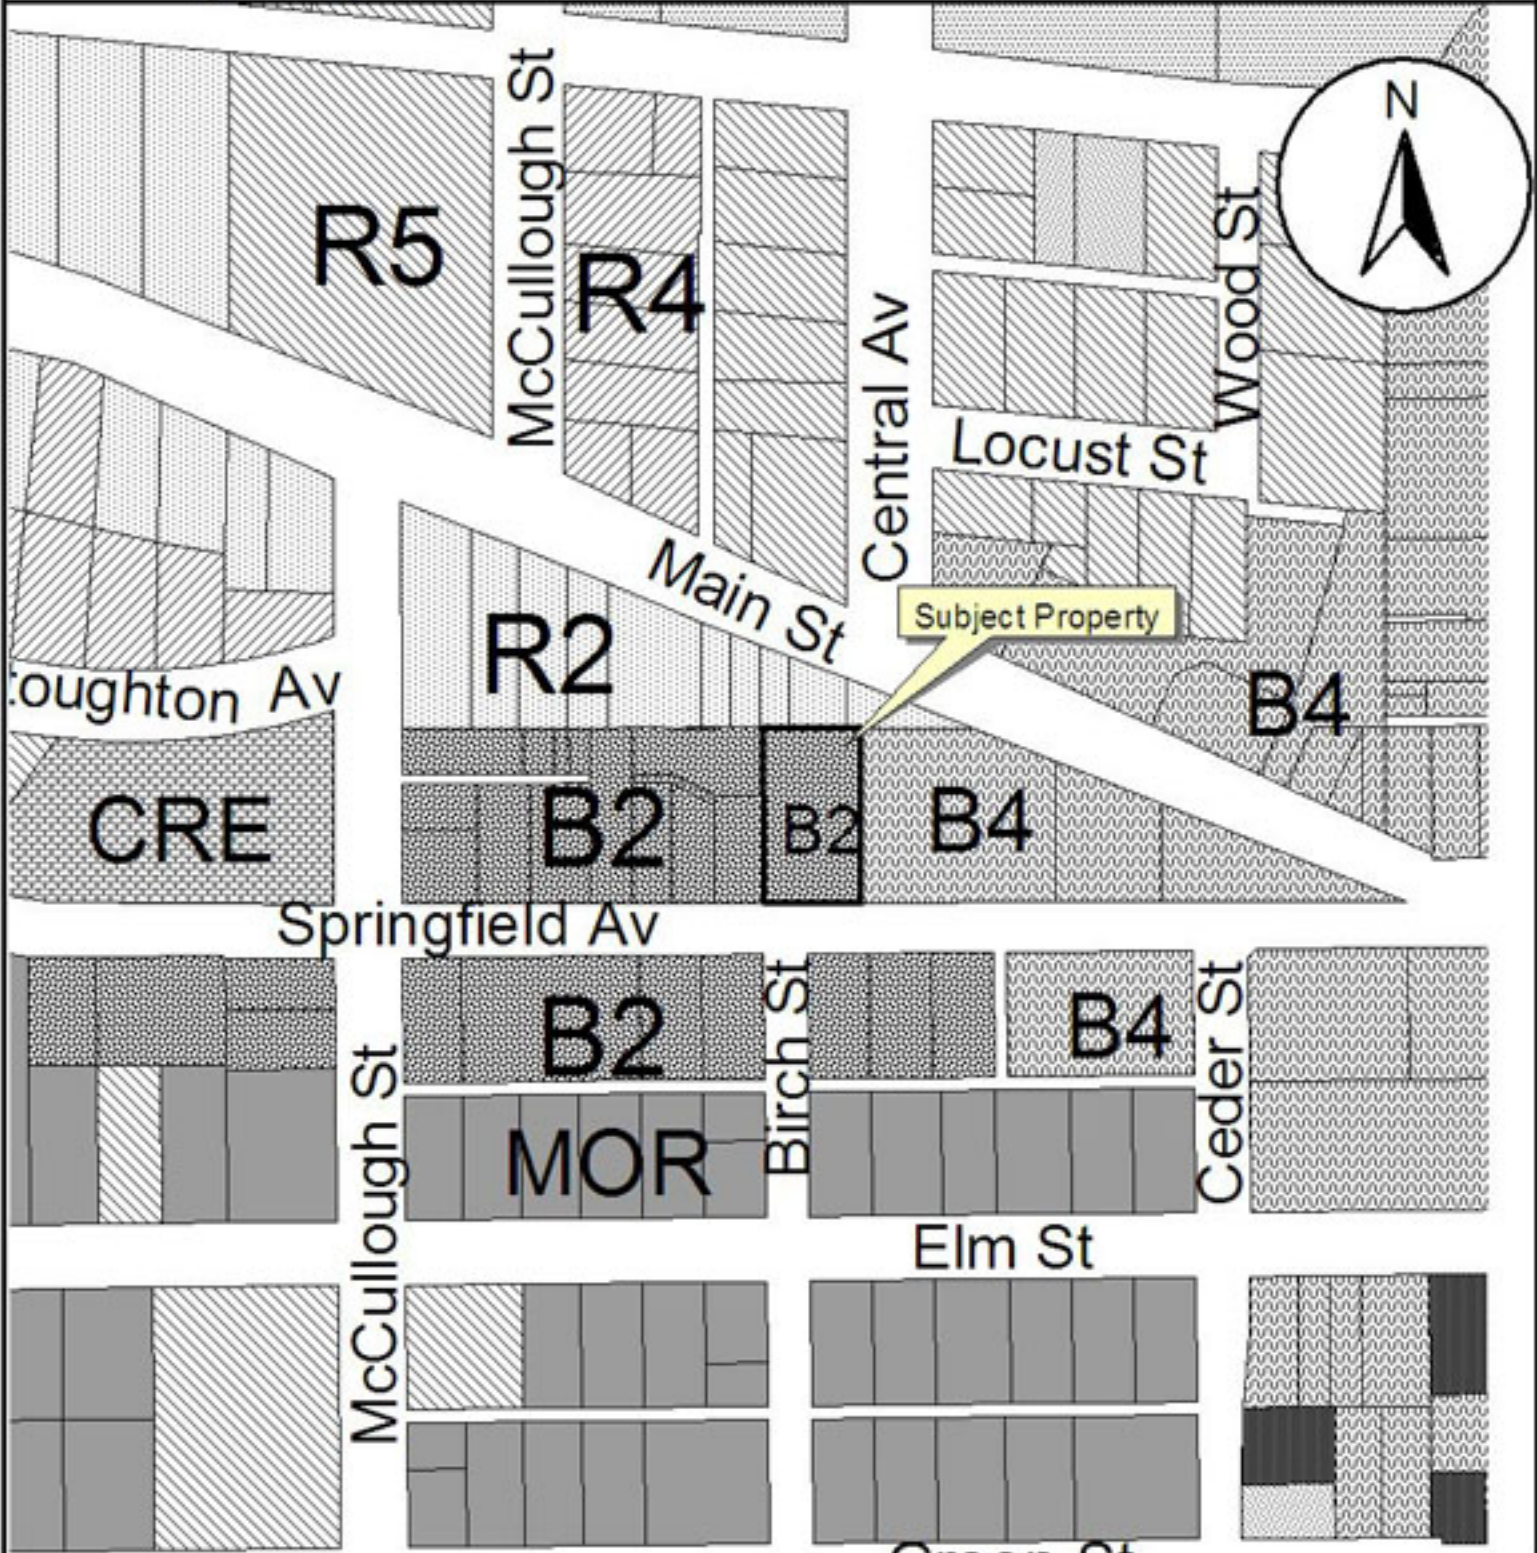 McCullough St
N
R5
R4
Wood St
Central Av
Locust St
Main St
Subject Property
R2
toughton Av
B4
CRE
B2
B2
B4
Springfield Av
B2
Birch St
B4
Ceder St
McCullough St
MOR
Elm St